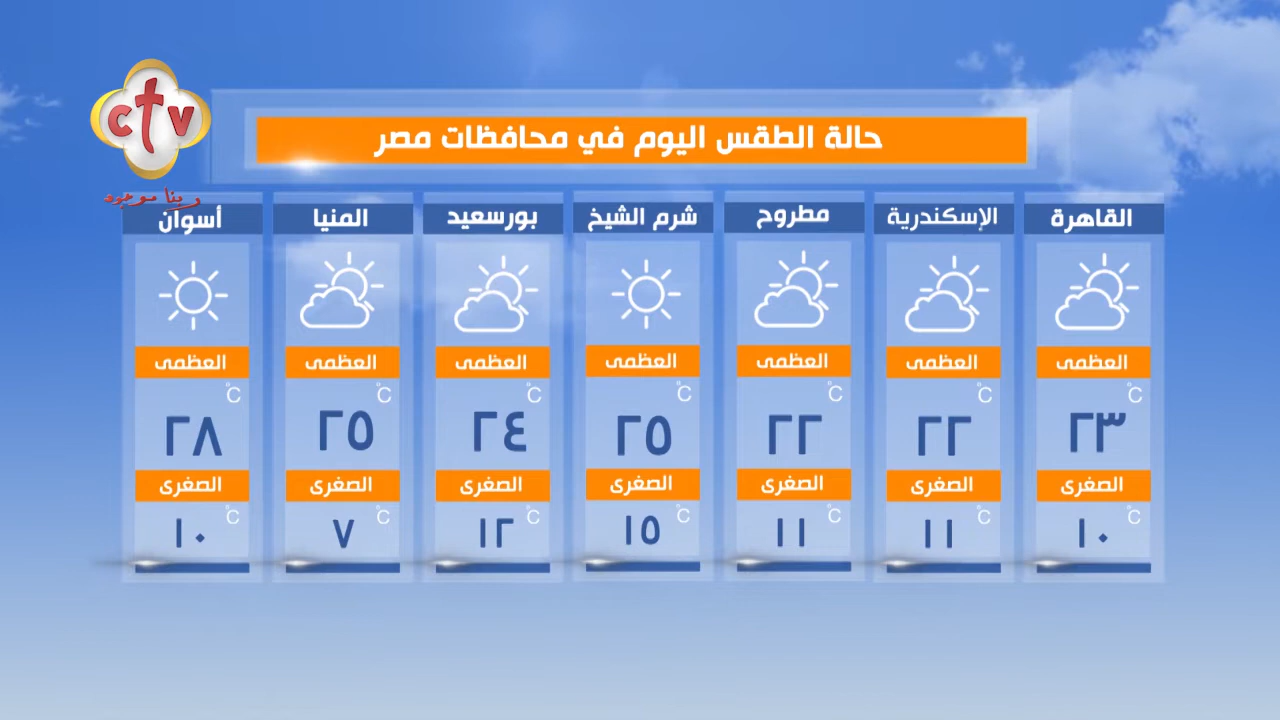 ctv
ربنا موجود
حالة الطقس اليوم في محافظات مصر
القاهرة
العظمى
°C
٢٣
الصغرى
°C
١٠
الإسكندرية
العظمى
°C
٢٢
الصغرى
°C
١١
مطروح
العظمى
°C
٢٢
الصغرى
°C
١١
شرم الشيخ
العظمى
°C
٢٥
الصغرى
°C
١٥
بورسعيد
العظمى
°C
٢٤
الصغرى
°C
١٢
المنيا
العظمى
°C
٢٥
الصغرى
°C
٧
أسوان
العظمى
°C
٢٨
الصغرى
°C
١٠